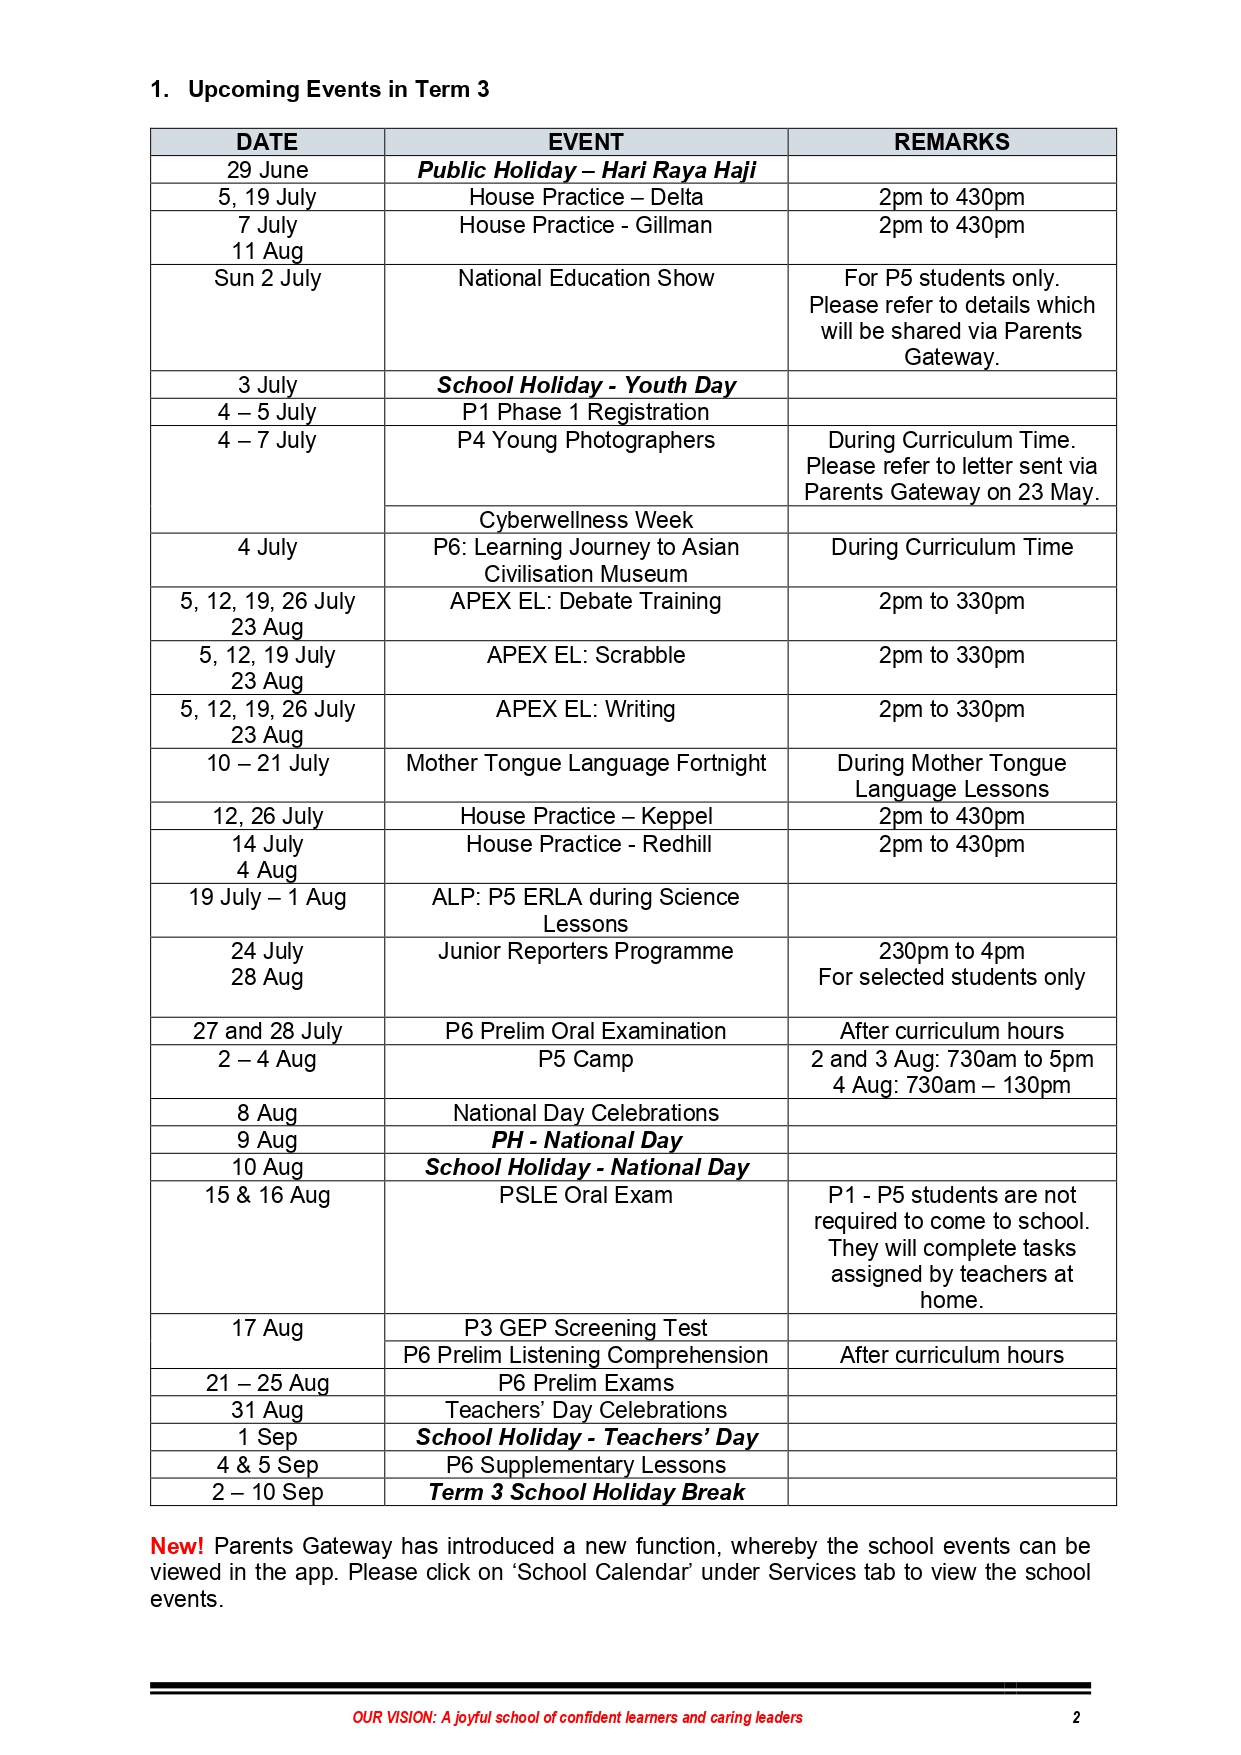 1. Upcoming Events in Term 3
DATE EVENT REMARKS
29 June Public Holiday – Hari Raya Haji
5, 19 July House Practice – Delta 2pm to 430pm
7 July House Practice - Gillman 2pm to 430pm
11 Aug
Sun 2 July National Education Show For P5 students only.
Please refer to details which
will be shared via Parents
Gateway.
3 July School Holiday - Youth Day
4 – 5 July P1 Phase 1 Registration
4 – 7 July P4 Young Photographers During Curriculum Time.
Please refer to letter sent via
Parents Gateway on 23 May.
Cyberwellness Week
4 July P6: Learning Journey to Asian During Curriculum Time
Civilisation Museum
5, 12, 19, 26 July APEX EL: Debate Training 2pm to 330pm
23 Aug
5, 12, 19 July APEX EL: Scrabble 2pm to 330pm
23 Aug
5, 12, 19, 26 July APEX EL: Writing 2pm to 330pm
23 Aug
10 – 21 July Mother Tongue Language Fortnight During Mother Tongue
Language Lessons
12, 26 July House Practice – Keppel 2pm to 430pm
14 July House Practice - Redhill 2pm to 430pm
4 Aug
19 July – 1 Aug ALP: P5 ERLA during Science
Lessons
24 July Junior Reporters Programme 230pm to 4pm
28 Aug For selected students only
27 and 28 July P6 Prelim Oral Examination After curriculum hours
2 – 4 Aug P5 Camp 2 and 3 Aug: 730am to 5pm
4 Aug: 730am – 130pm
8 Aug National Day Celebrations
9 Aug PH - National Day
10 Aug School Holiday - National Day
15 & 16 Aug PSLE Oral Exam P1 - P5 students are not
required to come to school.
They will complete tasks
assigned by teachers at
home.
17 Aug P3 GEP Screening Test
P6 Prelim Listening Comprehension After curriculum hours
21 – 25 Aug P6 Prelim Exams
31 Aug Teachers’ Day Celebrations
1 Sep School Holiday - Teachers’ Day
4 & 5 Sep P6 Supplementary Lessons
2 – 10 Sep Term 3 School Holiday Break
New! Parents Gateway has introduced a new function, whereby the school events can be
viewed in the app. Please click on ‘School Calendar’ under Services tab to view the school
events.
OUR VISION: A joyful school of confident learners and caring leaders 2